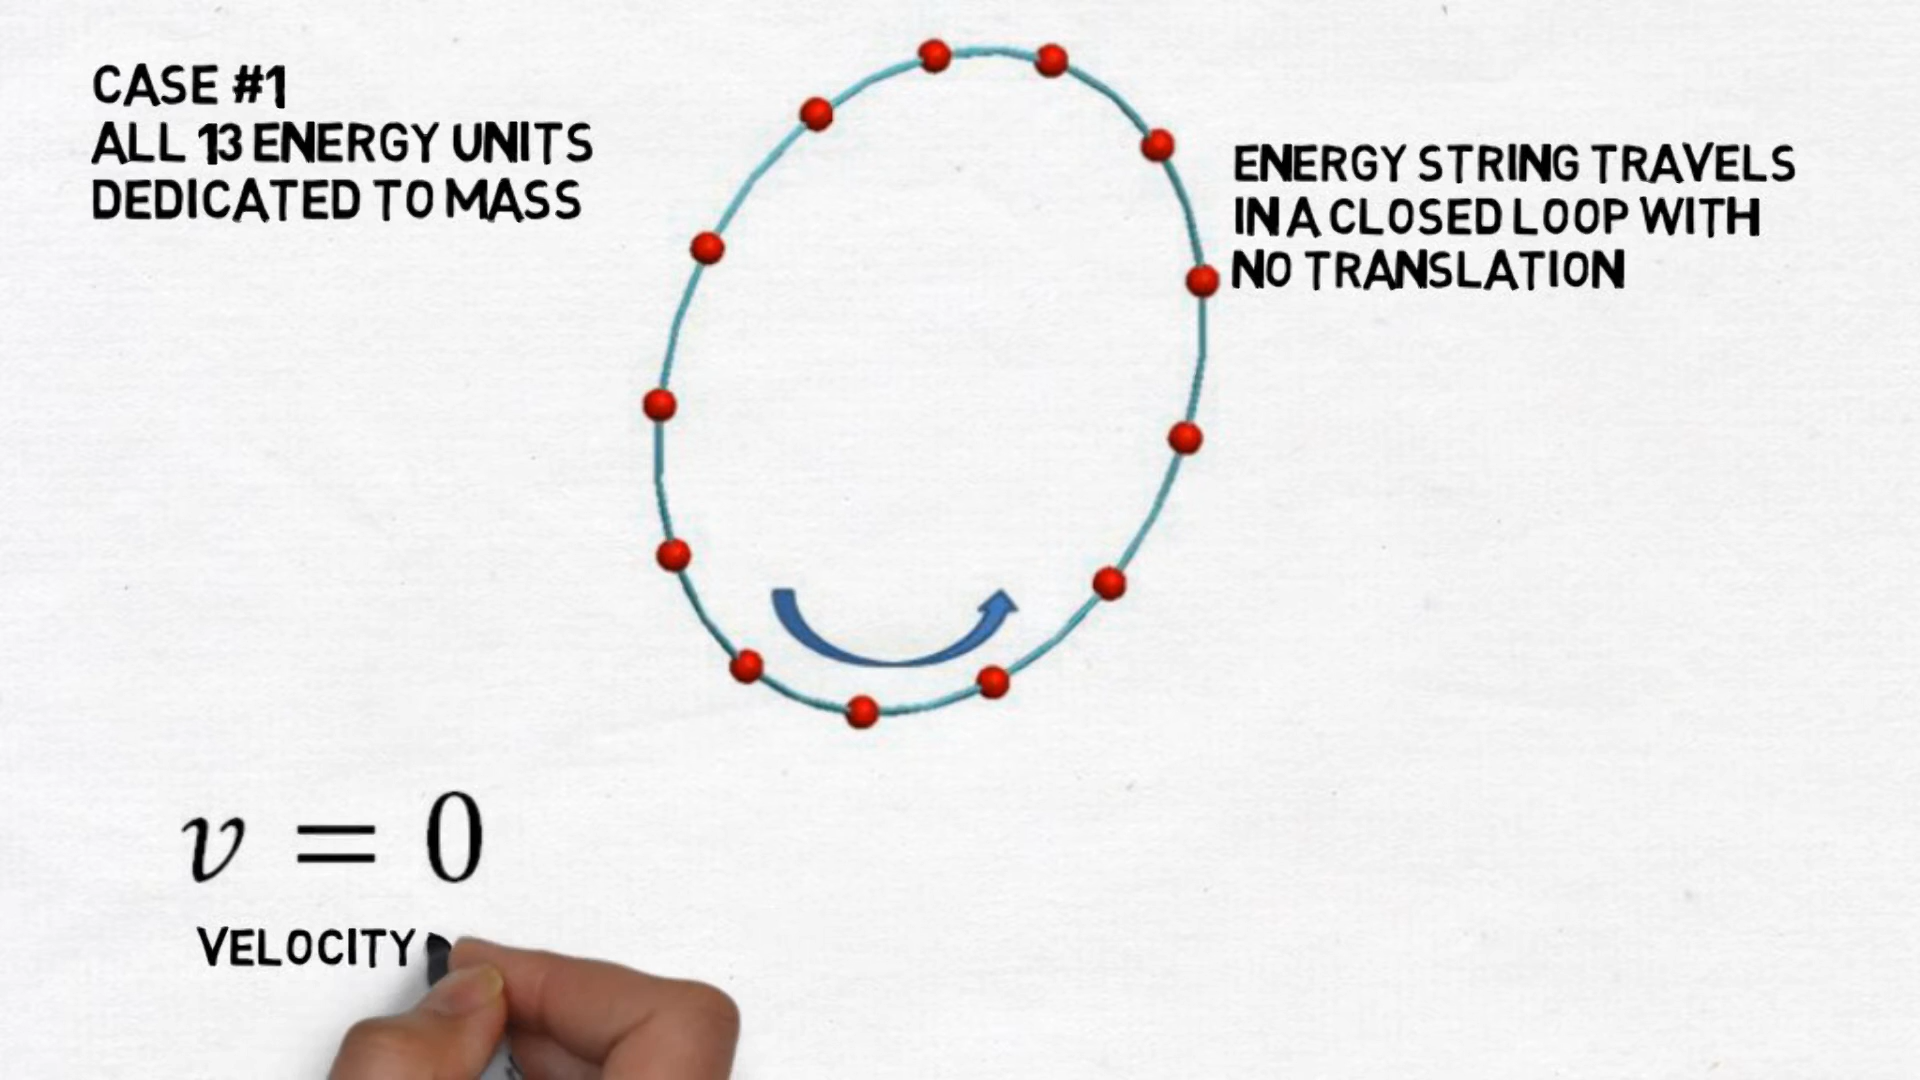 CASE #1
ALL 13 ENERGY UNITS
DEDICATED TO MASS
ENERGY STRING TRAVELS
IN A CLOSED LOOP WITH
NO TRANSLATION
v = 0
VELOCITY